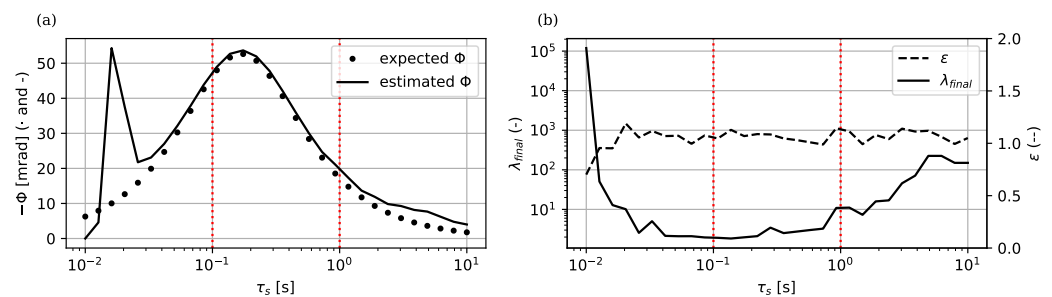 (a)
50
40
30
20
10
0
−Φ [mrad] (· and -)
expected Φ
estimated Φ
10⁻² 10⁻¹ 10⁰ 10¹
τₛ [s]
(b)
10⁵
10⁴
10³
10²
10¹
λ_final (-)
ε
λ_final
2.0
1.5
1.0
0.5
0.0
ε (-)
10⁻² 10⁻¹ 10⁰ 10¹
τₛ [s]